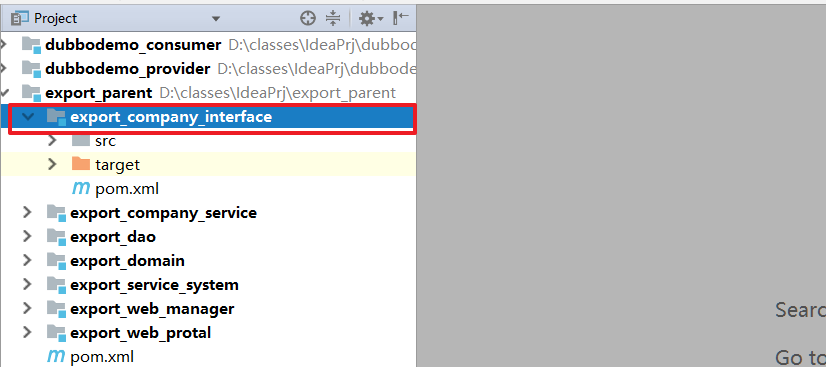 Project
dubbodemo_consumer D:\classes\IdeaPrj\dubbod
dubbodemo_provider D:\classes\IdeaPrj\dubbode
export_parent D:\classes\IdeaPrj\export_parent
export_company_interface
src
target
m pom.xml
export_company_service
export_dao
export_domain
export_service_system
export_web_manager
export_web_protal
m pom.xml
Searc
Go to